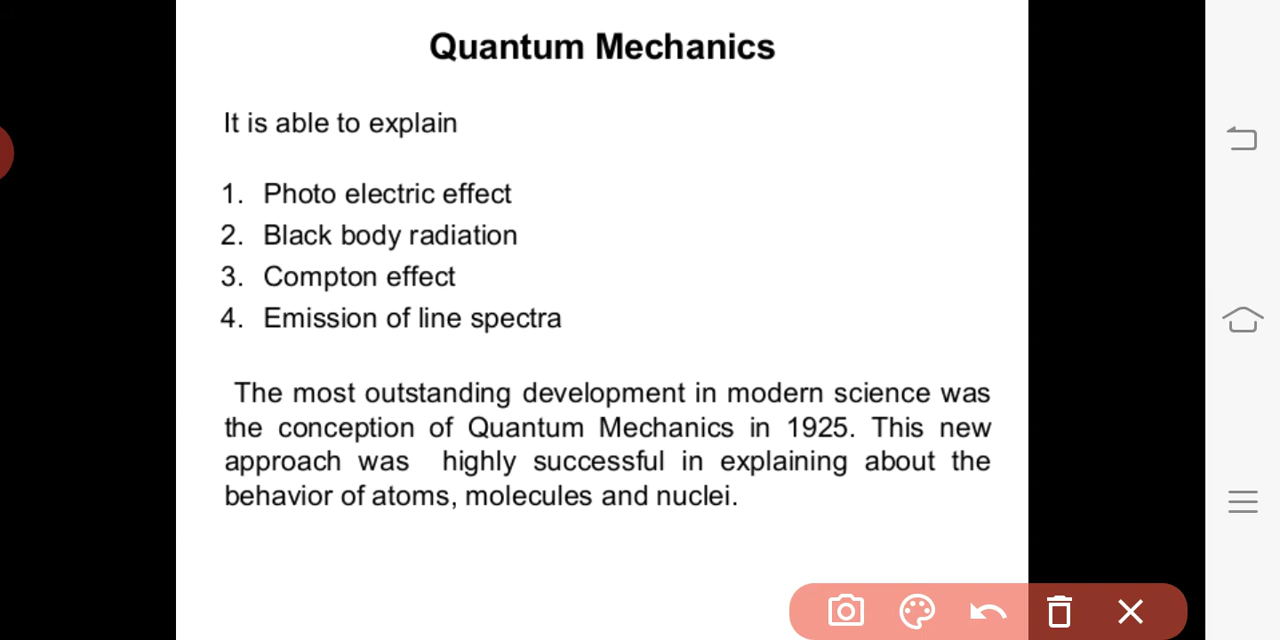 Quantum Mechanics
It is able to explain
1. Photo electric effect
2. Black body radiation
3. Compton effect
4. Emission of line spectra
The most outstanding development in modern science was
the conception of Quantum Mechanics in 1925. This new
approach was highly successful in explaining about the
behavior of atoms, molecules and nuclei.